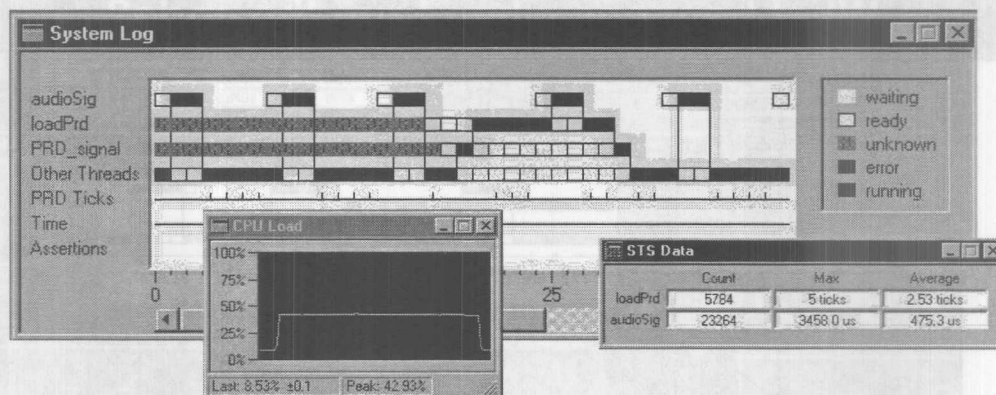 System Log
audioSig
loadPrd
PRD_signal
Other Threads
PRD Ticks
Time
Assertions
waiting
ready
unknown
error
running
0
25
CPU Load
100%
75%
50%
25%
0%
Last: 8.53% ±0.1 Peak: 42.93%
STS Data
Count Max Average
loadPrd 5784 5 ticks 2.53 ticks
audioSig 23264 3458.0 us 475.3 us